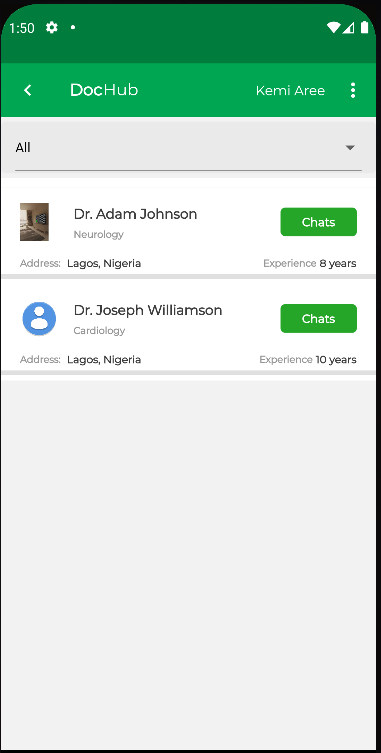 1:50
DocHub
Kemi Aree
All
Dr. Adam Johnson
Neurology
Chats
Address: Lagos, Nigeria
Experience 8 years
Dr. Joseph Williamson
Cardiology
Chats
Address: Lagos, Nigeria
Experience 10 years